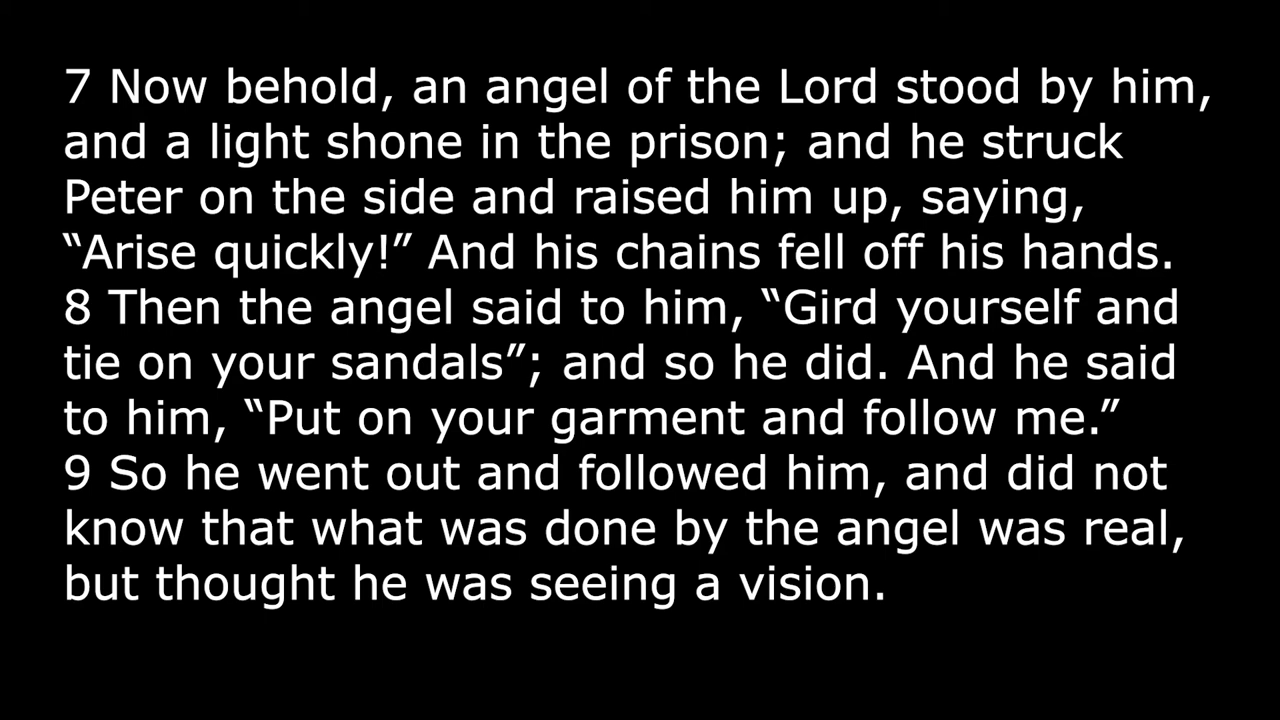 7 Now behold, an angel of the Lord stood by him,
and a light shone in the prison; and he struck
Peter on the side and raised him up, saying,
“Arise quickly!” And his chains fell off his hands.
8 Then the angel said to him, “Gird yourself and
tie on your sandals”; and so he did. And he said
to him, “Put on your garment and follow me.”
9 So he went out and followed him, and did not
know that what was done by the angel was real,
but thought he was seeing a vision.